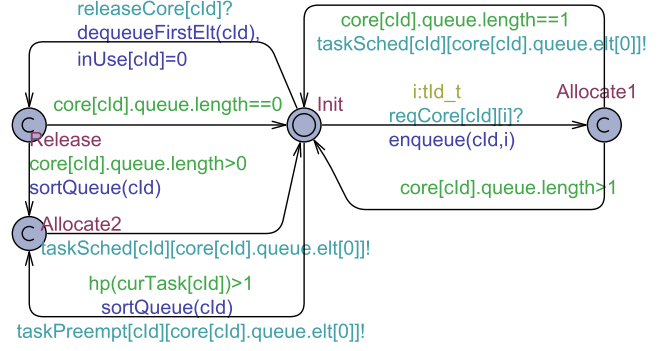 releaseCore[cId]?
dequeueFirstElt(cId),
inUse[cId]=0
core[cId].queue.length==1
taskSched[cId][core[cId].queue.elt[0]]!
core[cId].queue.length==0
Init
i:tId_t
Allocate1
reqCore[cId][i]?
enqueue(cId,i)
C
C
Release
core[cId].queue.length>0
sortQueue(cId)
core[cId].queue.length>1
C
Allocate2
taskSched[cId][core[cId].queue.elt[0]]!
hp(curTask[cId])>1
sortQueue(cId)
taskPreempt[cId][core[cId].queue.elt[0]]!